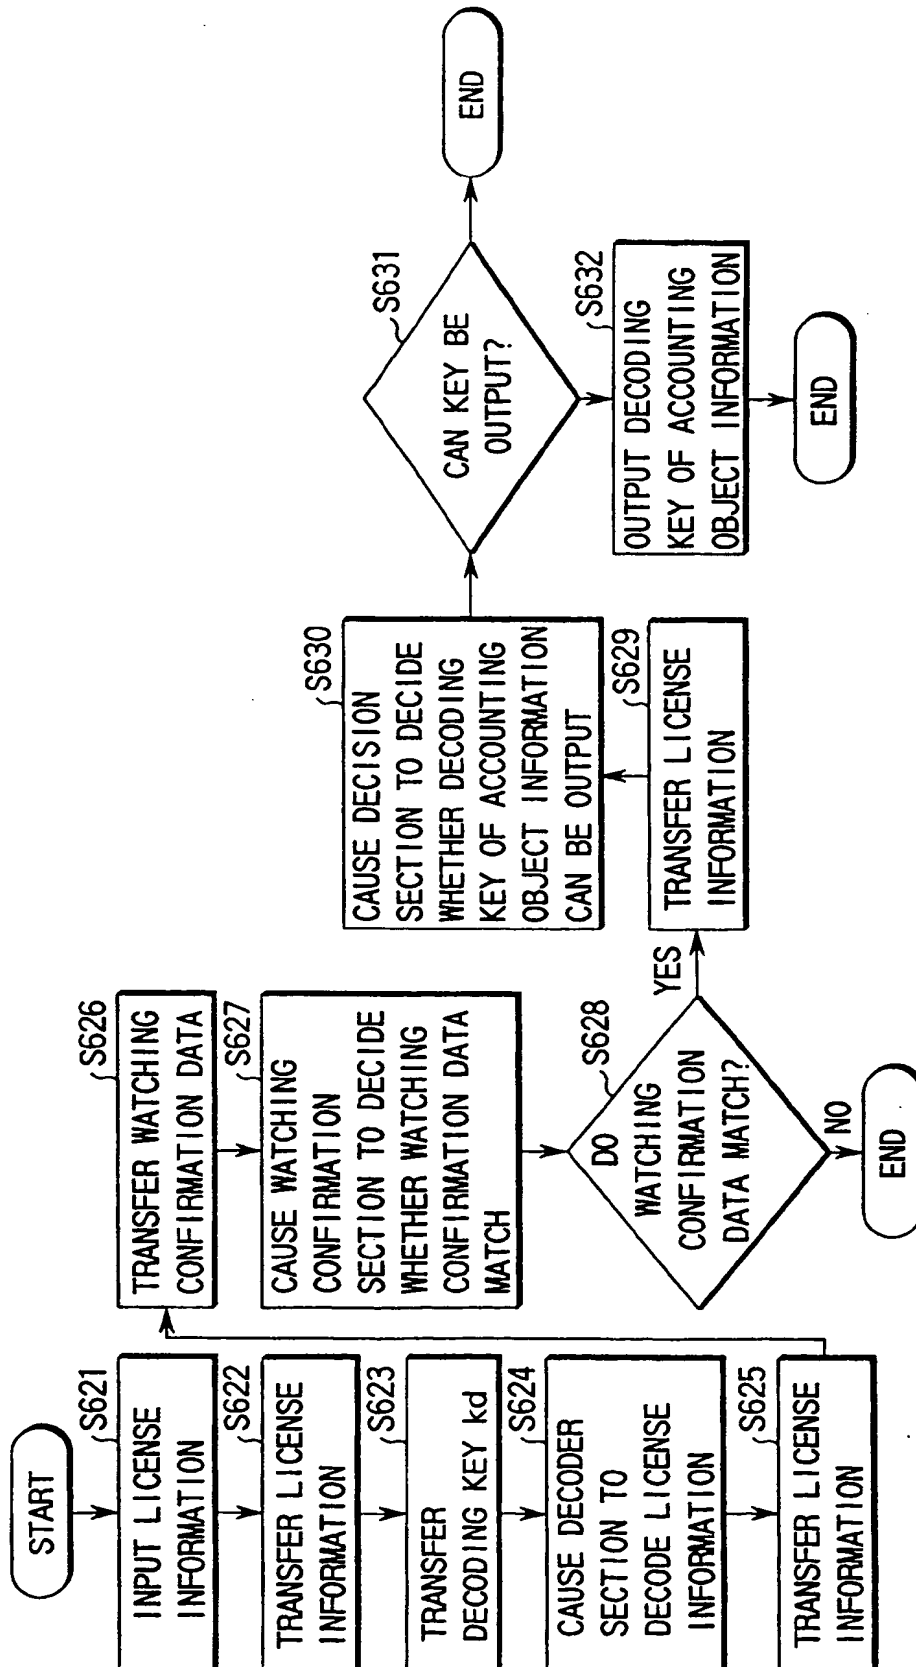 START
S621
INPUT LICENSE
INFORMATION
S622
TRANSFER LICENSE
INFORMATION
S623
TRANSFER
DECODING KEY kd
S624
CAUSE DECODER
SECTION TO
DECODE LICENSE
INFORMATION
S625
TRANSFER LICENSE
INFORMATION
S626
TRANSFER WATCHING
CONFIRMATION DATA
S627
CAUSE WATCHING
CONFIRMATION
SECTION TO DECIDE
WHETHER WATCHING
CONFIRMATION DATA
MATCH
S628
DO
WATCHING
CONFIRMATION
DATA MATCH?
YES
NO
END
S629
TRANSFER LICENSE
INFORMATION
S630
CAUSE DECISION
SECTION TO DECIDE
WHETHER DECODING
KEY OF ACCOUNTING
OBJECT INFORMATION
CAN BE OUTPUT
S631
CAN KEY BE
OUTPUT?
END
S632
OUTPUT DECODING
KEY OF ACCOUNTING
OBJECT INFORMATION
END